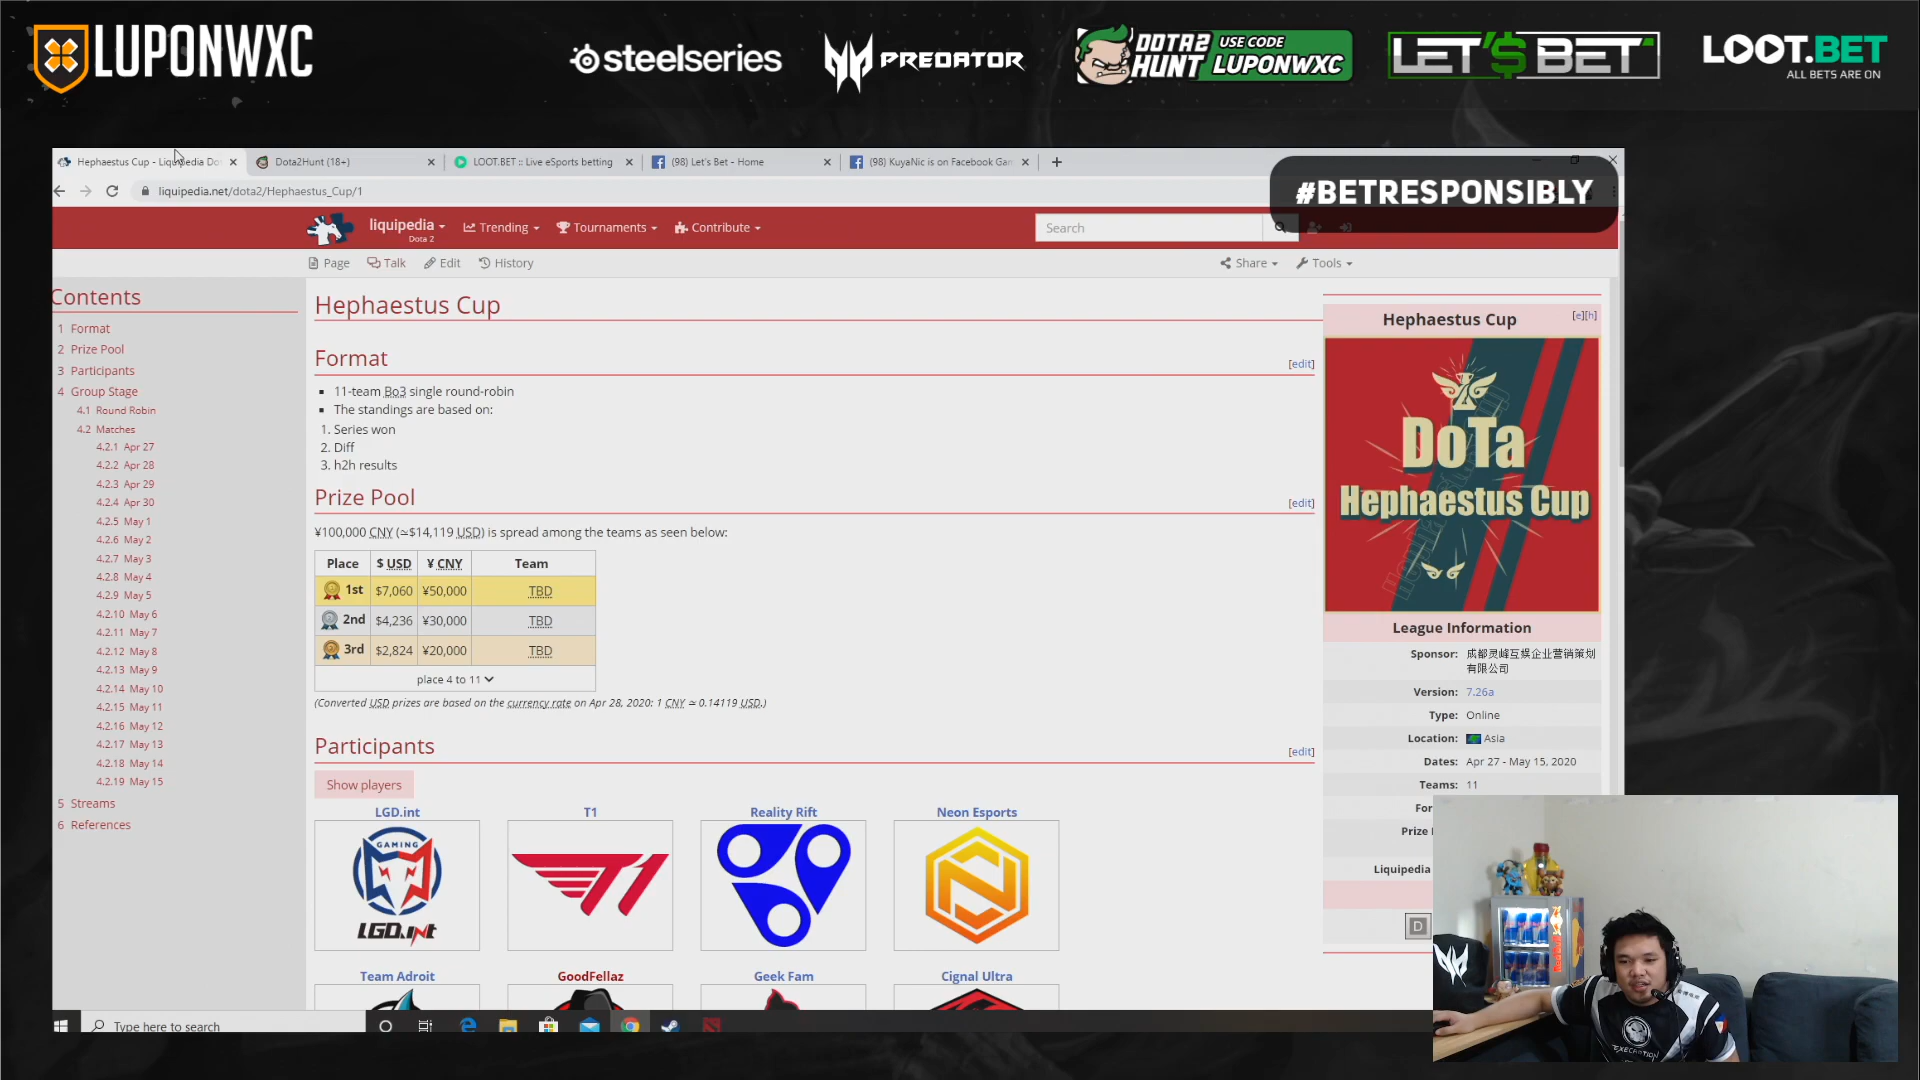 LUPONWXC
steelseries
PREDATOR
DOTA2 HUNT
USE CODE LUPONWXC
LET'$ BET
LOOT.BET
ALL BETS ARE ON
Hephaestus Cup - Liquipedia Do
Dota2Hunt (18+)
LOOT.BET :: Live eSports betting
(98) Let's Bet - Home
(98) KuyaNic is on Facebook Gam
#BETRESPONSIBLY
liquipedia.net/dota2/Hephaestus_Cup/1
liquipedia
Dota 2
Trending
Tournaments
Contribute
Search
Page
Talk
Edit
History
Share
Tools
Contents
1 Format
2 Prize Pool
3 Participants
4 Group Stage
4.1 Round Robin
4.2 Matches
4.2.1 Apr 27
4.2.2 Apr 28
4.2.3 Apr 29
4.2.4 Apr 30
4.2.5 May 1
4.2.6 May 2
4.2.7 May 3
4.2.8 May 4
4.2.9 May 5
4.2.10 May 6
4.2.11 May 7
4.2.12 May 8
4.2.13 May 9
4.2.14 May 10
4.2.15 May 11
4.2.16 May 12
4.2.17 May 13
4.2.18 May 14
4.2.19 May 15
5 Streams
6 References
Hephaestus Cup
Format
[edit]
11-team Bo3 single round-robin
The standings are based on:
1. Series won
2. Diff
3. h2h results
Prize Pool
[edit]
¥100,000 CNY (≃$14,119 USD) is spread among the teams as seen below:
Place $ USD ¥ CNY Team
1st $7,060 ¥50,000 TBD
2nd $4,236 ¥30,000 TBD
3rd $2,824 ¥20,000 TBD
place 4 to 11
(Converted USD prizes are based on the currency rate on Apr 28, 2020: 1 CNY ≃ 0.14119 USD.)
Participants
[edit]
Show players
LGD.int
T1
Reality Rift
Neon Esports
GAMING
LGD.int
T1
Team Adroit
GoodFellaz
Geek Fam
Cignal Ultra
Hephaestus Cup
[e][h]
DoTa
Hephaestus Cup
League Information
Sponsor: 成都灵峰互娱企业营销策划
有限公司
Version: 7.26a
Type: Online
Location: Asia
Dates: Apr 27 - May 15, 2020
Teams: 11
For
Prize
Liquipedia
D
Type here to search
EXECRATION